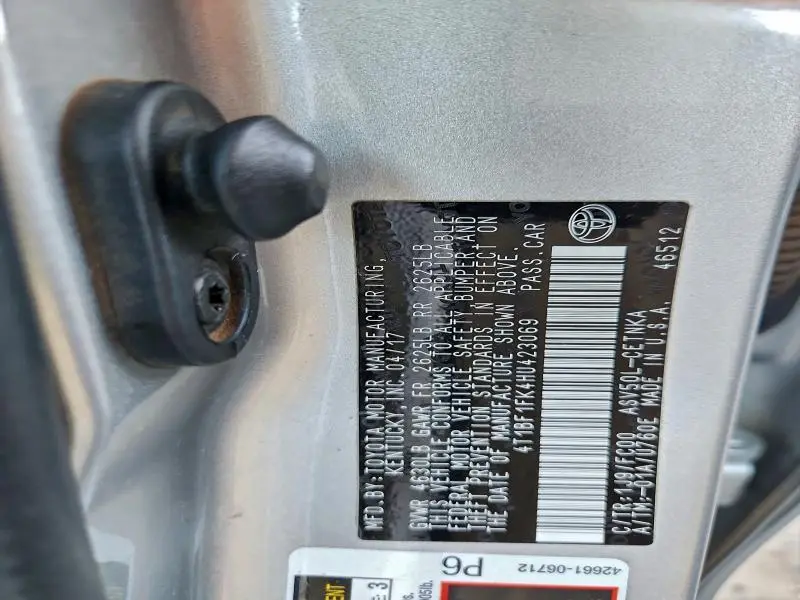 MFD.BY:TOYOTA MOTOR MANUFACTURING,
KENTUCKY, INC. 04/17
GVWR 4630LB GAWR FR 2625LB RR 2625LB
THIS VEHICLE CONFORMS TO ALL APPLICABLE
FEDERAL MOTOR VEHICLE SAFETY, BUMPER, AND
THEFT PREVENTION STANDARDS IN EFFECT ON
THE DATE OF MANUFACTURE SHOWN ABOVE.
4T1BF1FK4HU423069 PASS.CAR
C/TR:1J9/FC00 ASV50L-CETNKA
A/TM:-01A/U760E MADE IN U.S.A. 46512
P6
42661-06712
3